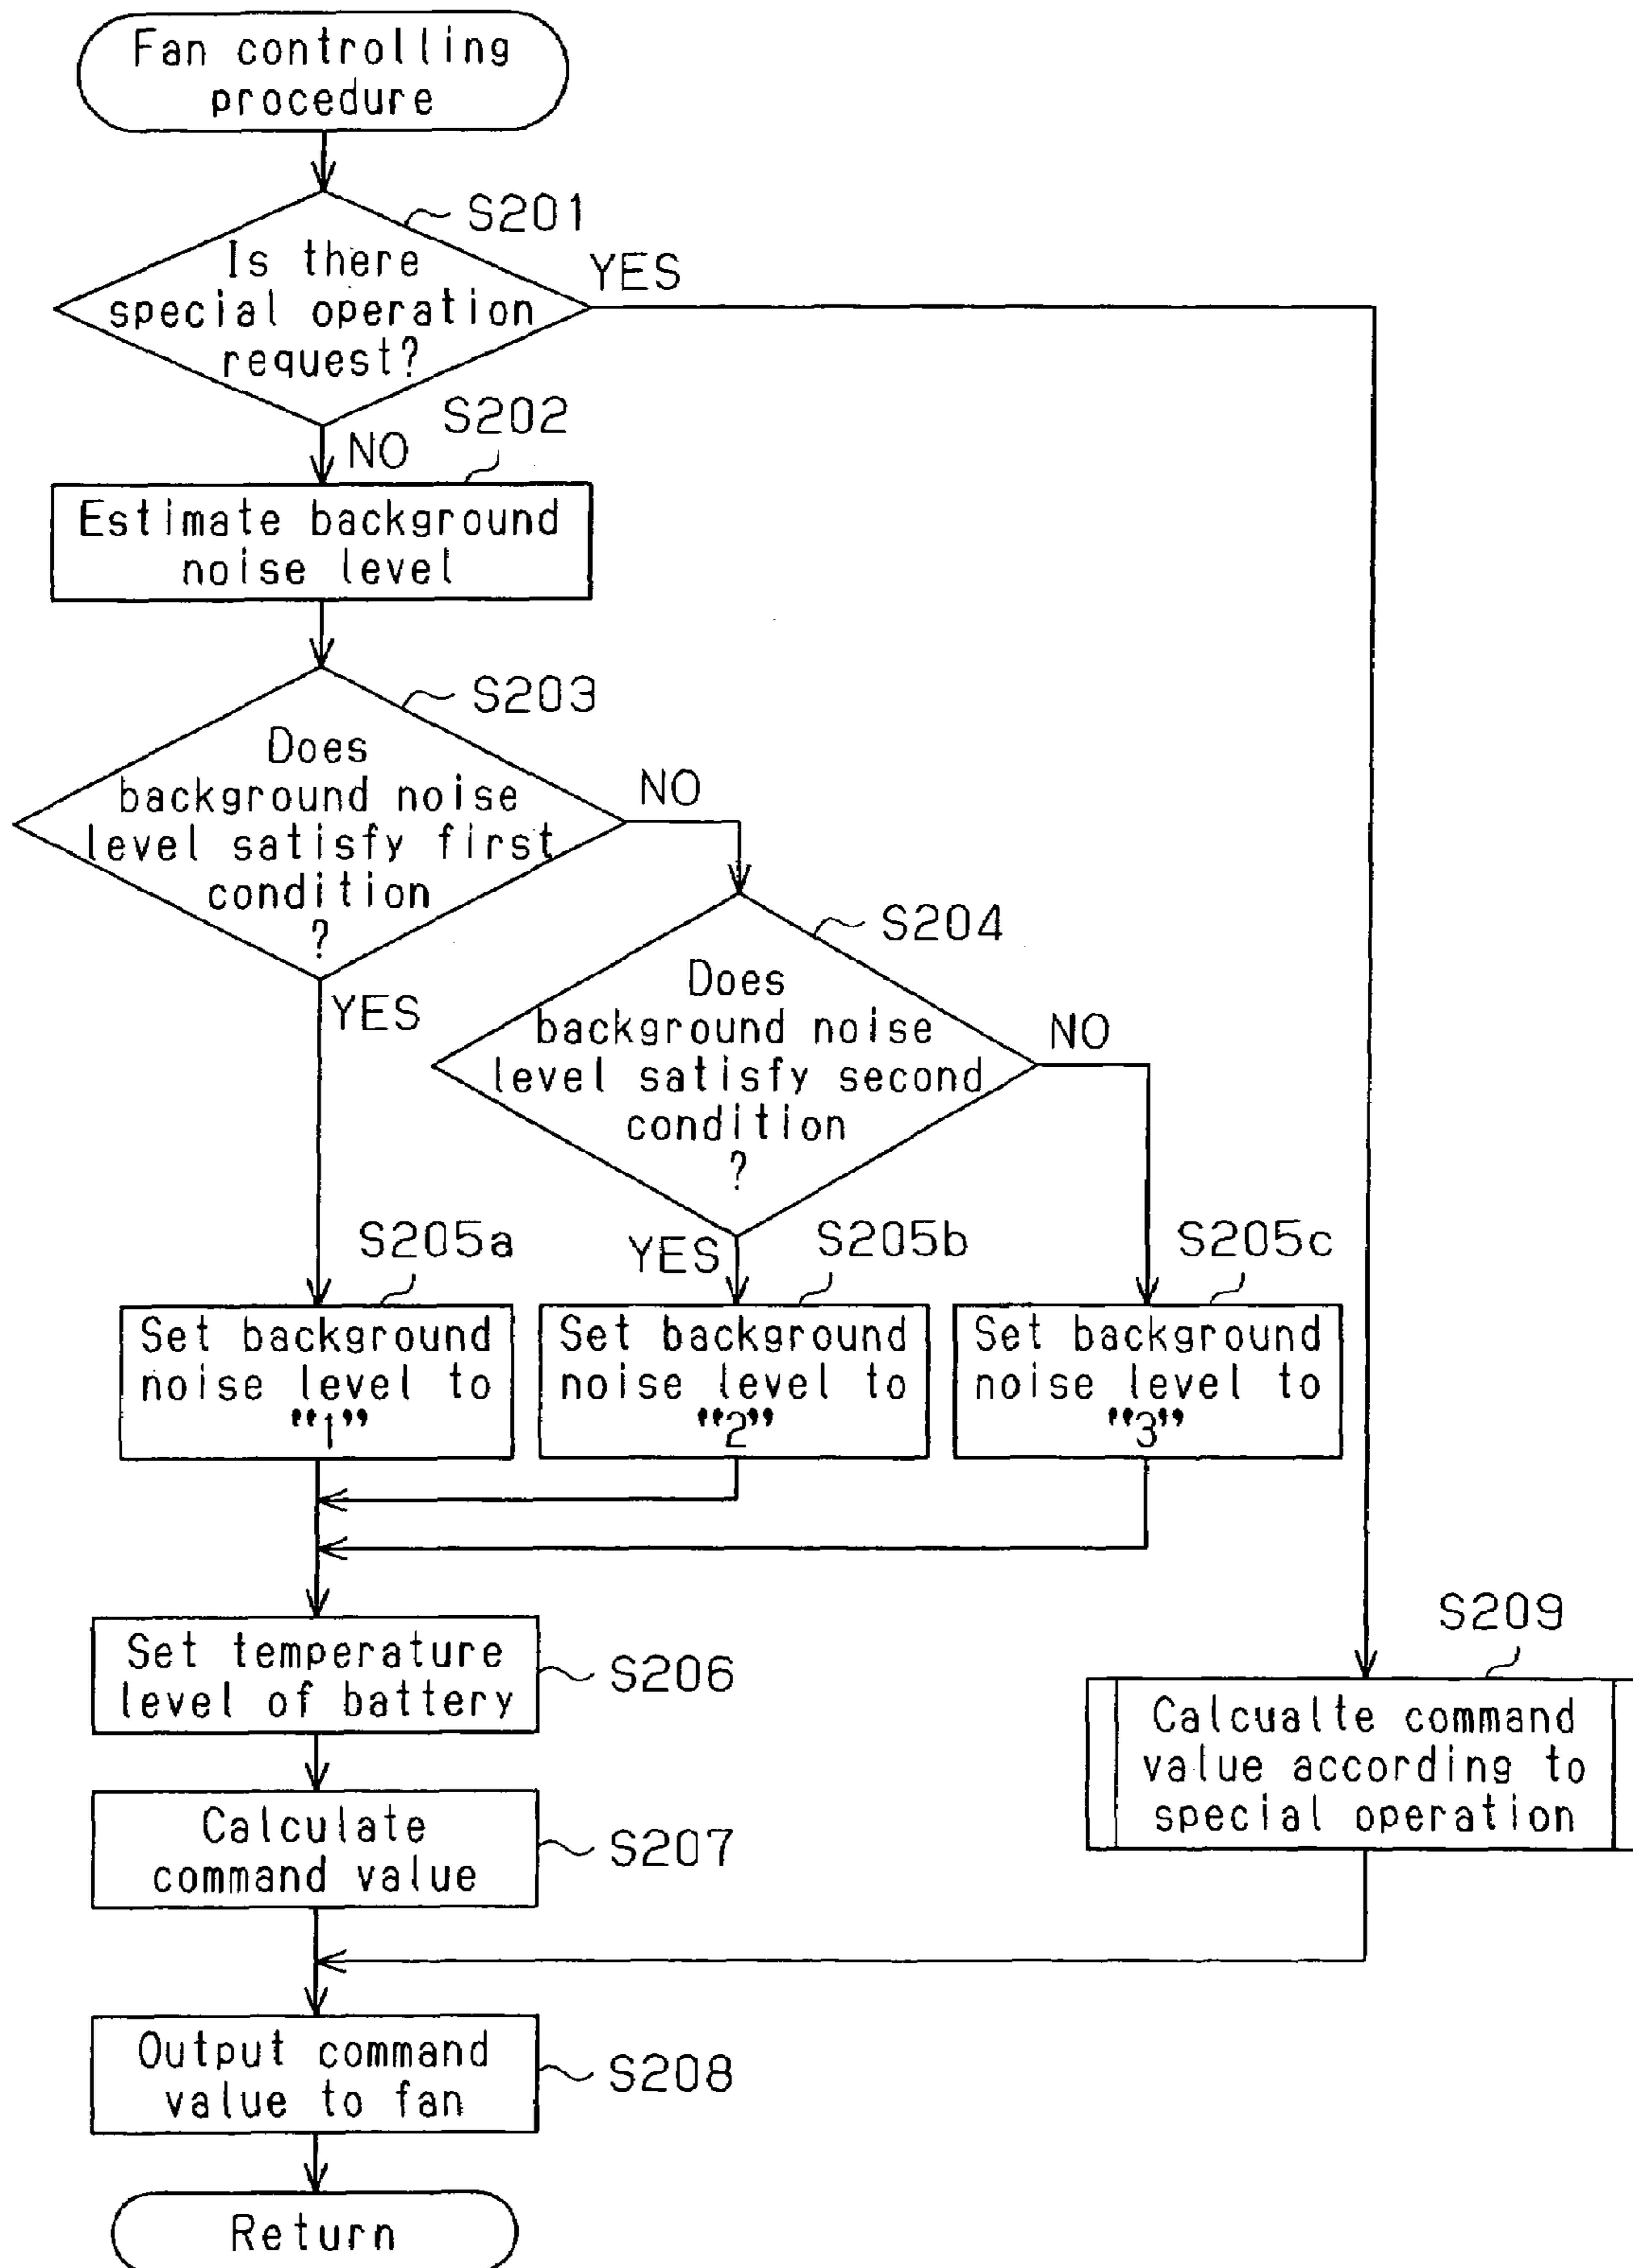 Fan controlling
procedure
S201
Is there
special operation
request?
YES
NO
S202
Estimate background
noise level
S203
Does
background noise
level satisfy first
condition
?
NO
YES
S204
Does
background noise
level satisfy second
condition
?
NO
YES
S205a
Set background
noise level to
"1"
S205b
Set background
noise level to
"2"
S205c
Set background
noise level to
"3"
Set temperature
level of battery
S206
Calculate
command value
S207
S209
Calcualte command
value according to
special operation
Output command
value to fan
S208
Return